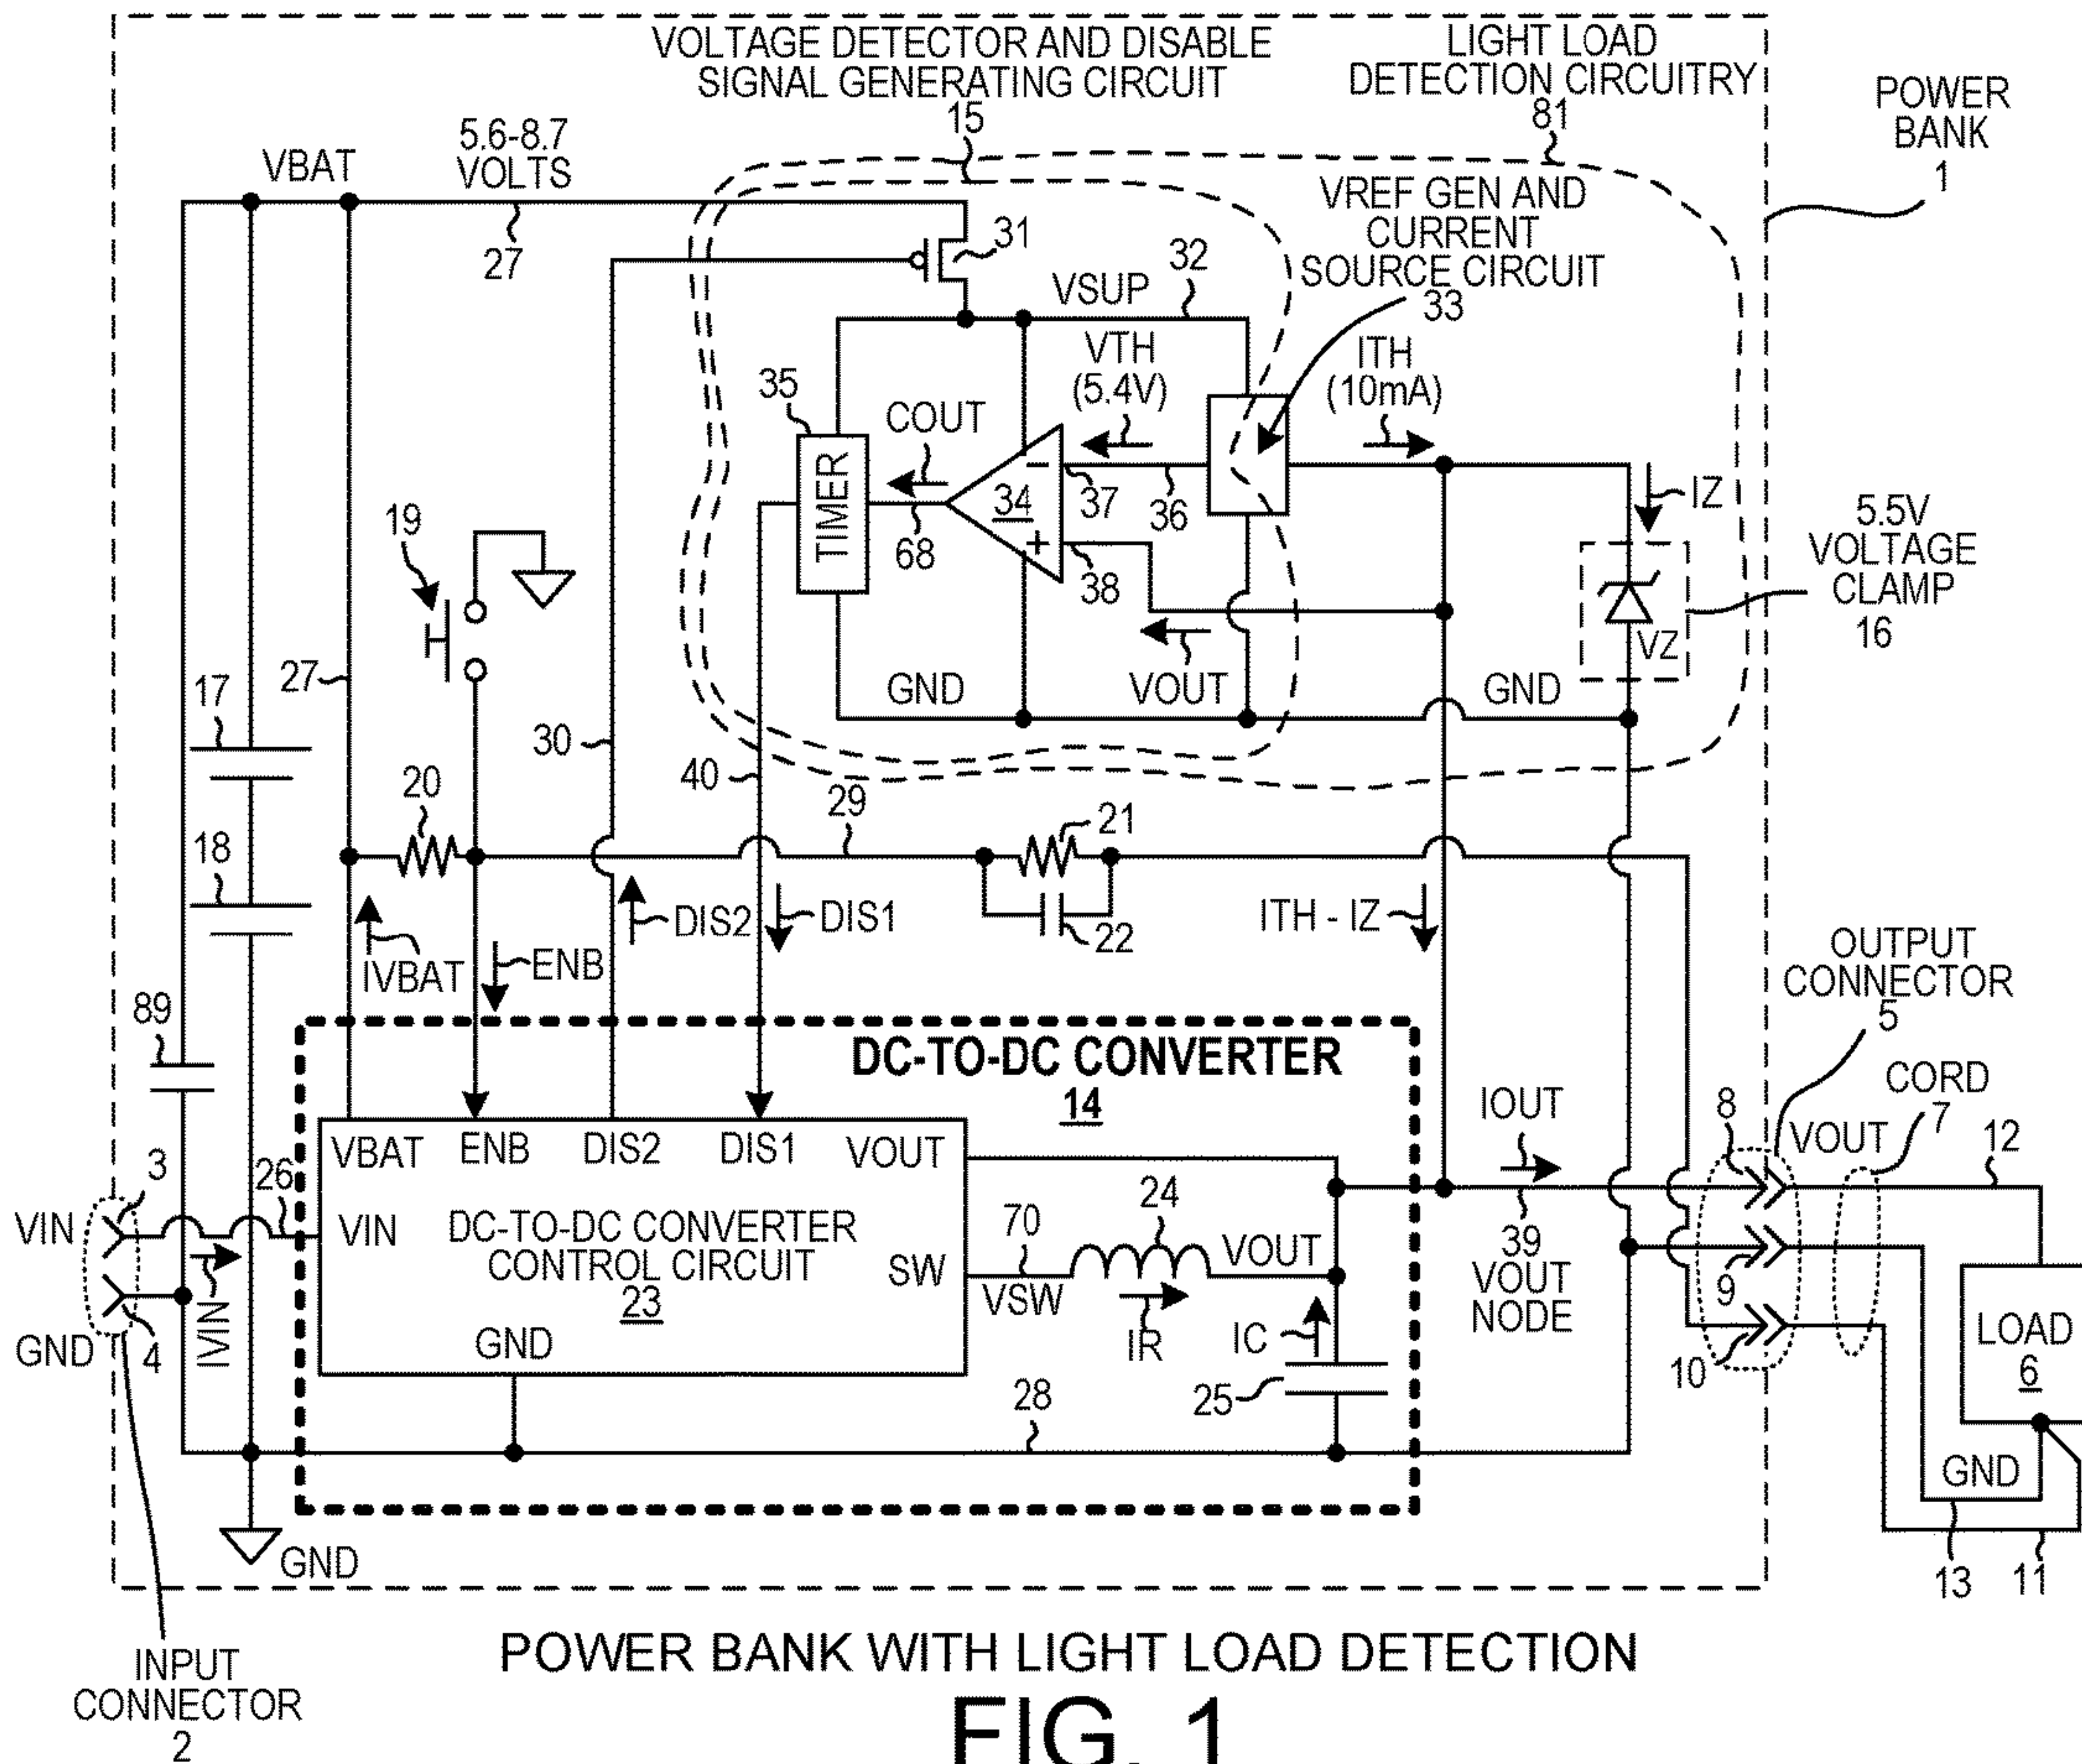 VOLTAGE DETECTOR AND DISABLE
SIGNAL GENERATING CIRCUIT
15
LIGHT LOAD
DETECTION CIRCUITRY
81
POWER
BANK
1
VBAT
5.6-8.7
VOLTS
27
31
VREF GEN AND
CURRENT
SOURCE CIRCUIT
33
VSUP
32
VTH
(5.4V)
ITH
(10mA)
35
COUT
TIMER
68
34
-
+
37
36
38
IZ
5.5V
VOLTAGE
CLAMP
16
VZ
19
GND
VOUT
GND
27
17
30
40
20
29
21
18
22
IVBAT
ENB
DIS2
DIS1
ITH - IZ
OUTPUT
CONNECTOR
5
89
DC-TO-DC CONVERTER
14
CORD
7
IOUT
8
VOUT
12
3
26
VBAT
ENB
DIS2
DIS1
VOUT
VIN
VIN
DC-TO-DC CONVERTER
CONTROL CIRCUIT
23
SW
70
24
VOUT
VSW
IR
IC
39
VOUT
NODE
9
10
LOAD
6
GND
4
IVIN
GND
25
28
GND
GND
13
11
INPUT
CONNECTOR
2
POWER BANK WITH LIGHT LOAD DETECTION
FIG. 1